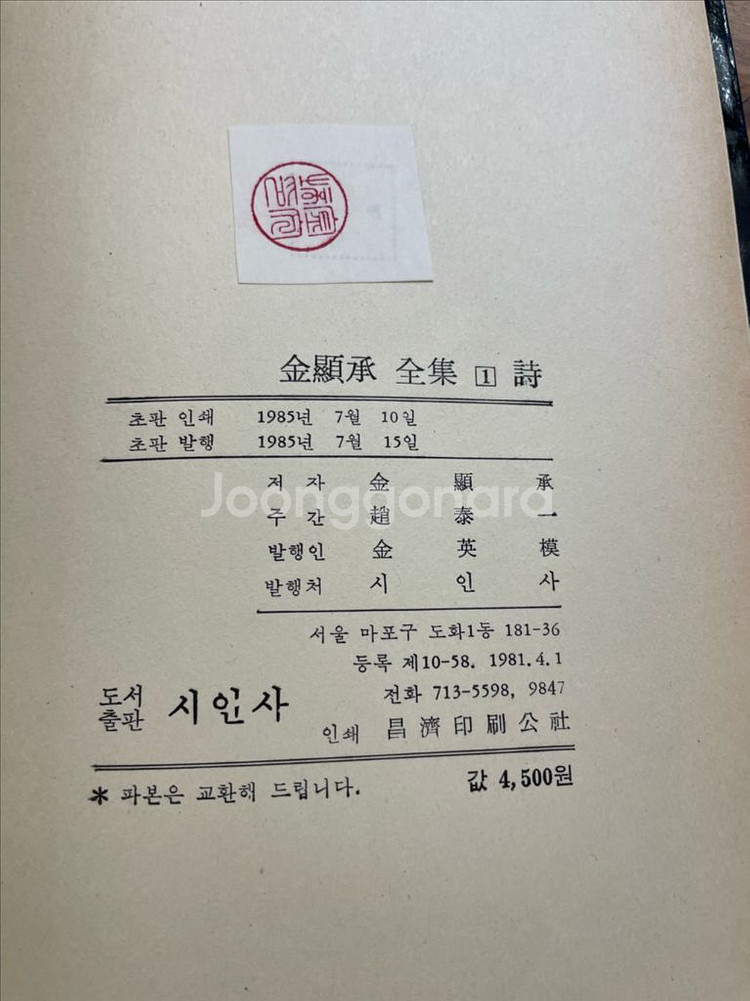 金顯承 全集 1 詩
초판 인쇄 1985년 7월 10일
초판 발행 1985년 7월 15일
저 자 金 顯 承
주 간 趙 泰 一
발행인 金 英 模
발행처 시 인 사
서울 마포구 도화1동 181-36
등록 제10-58. 1981.4.1
전화 713-5598, 9847
도서출판 시인사
인쇄 昌濟印刷公社
* 파본은 교환해 드립니다.
값 4,500원
Joonggonara